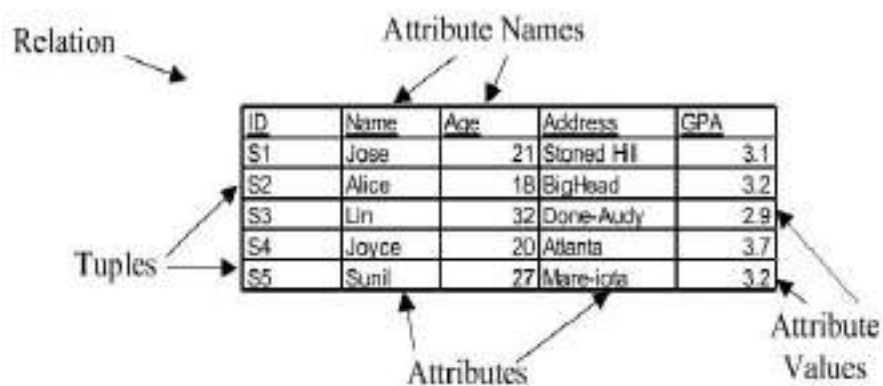 Attribute Names
Relation
ID Name Age Address GPA
S1 Jose 21 Stoned Hill 3.1
S2 Alice 18 BigHead 3.2
S3 Lin 32 Done-Audy 2.9
S4 Joyce 20 Atlanta 3.7
S5 Sunil 27 Mare-iota 3.2
Tuples
Attributes
Attribute
Values